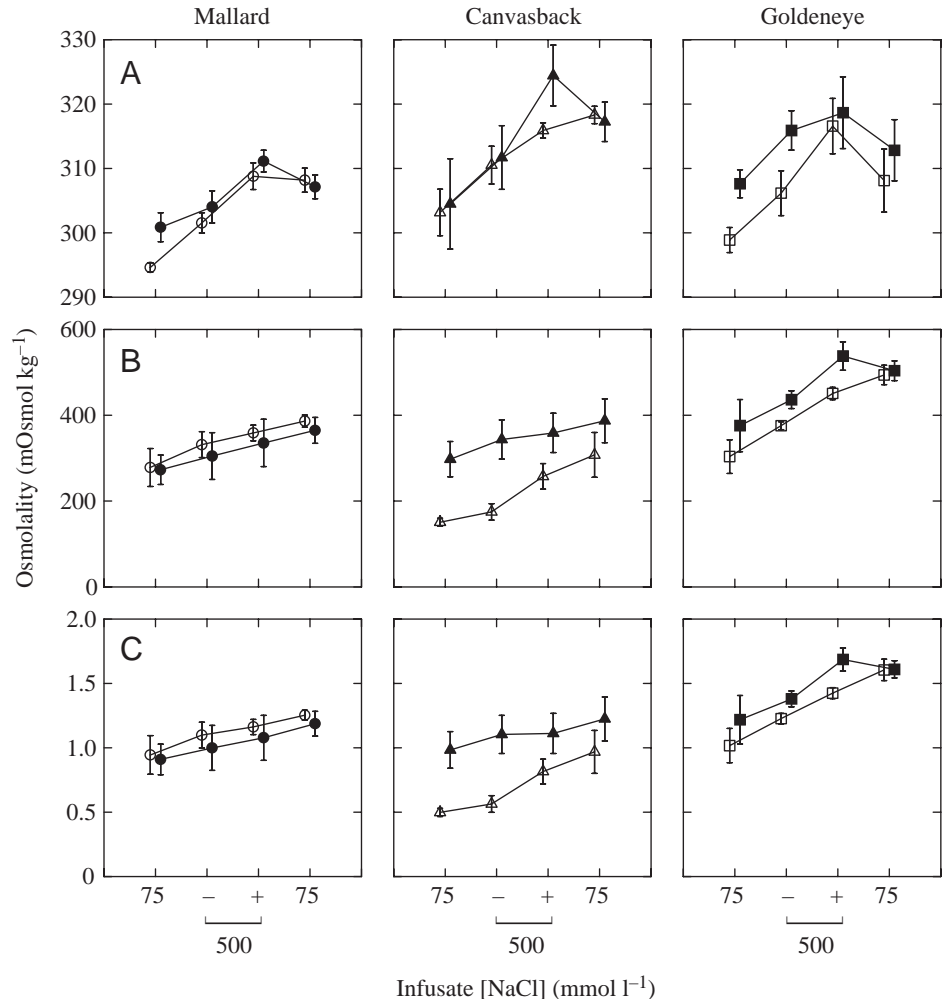 Mallard Canvasback Goldeneye
A
330
320
310
300
290
B
600
400
200
0
C
2.0
1.5
1.0
0.5
0
Osmolality (mOsmol kg⁻¹)
75 – + 75 75 – + 75 75 – + 75
500 500 500
Infusate [NaCl] (mmol l⁻¹)